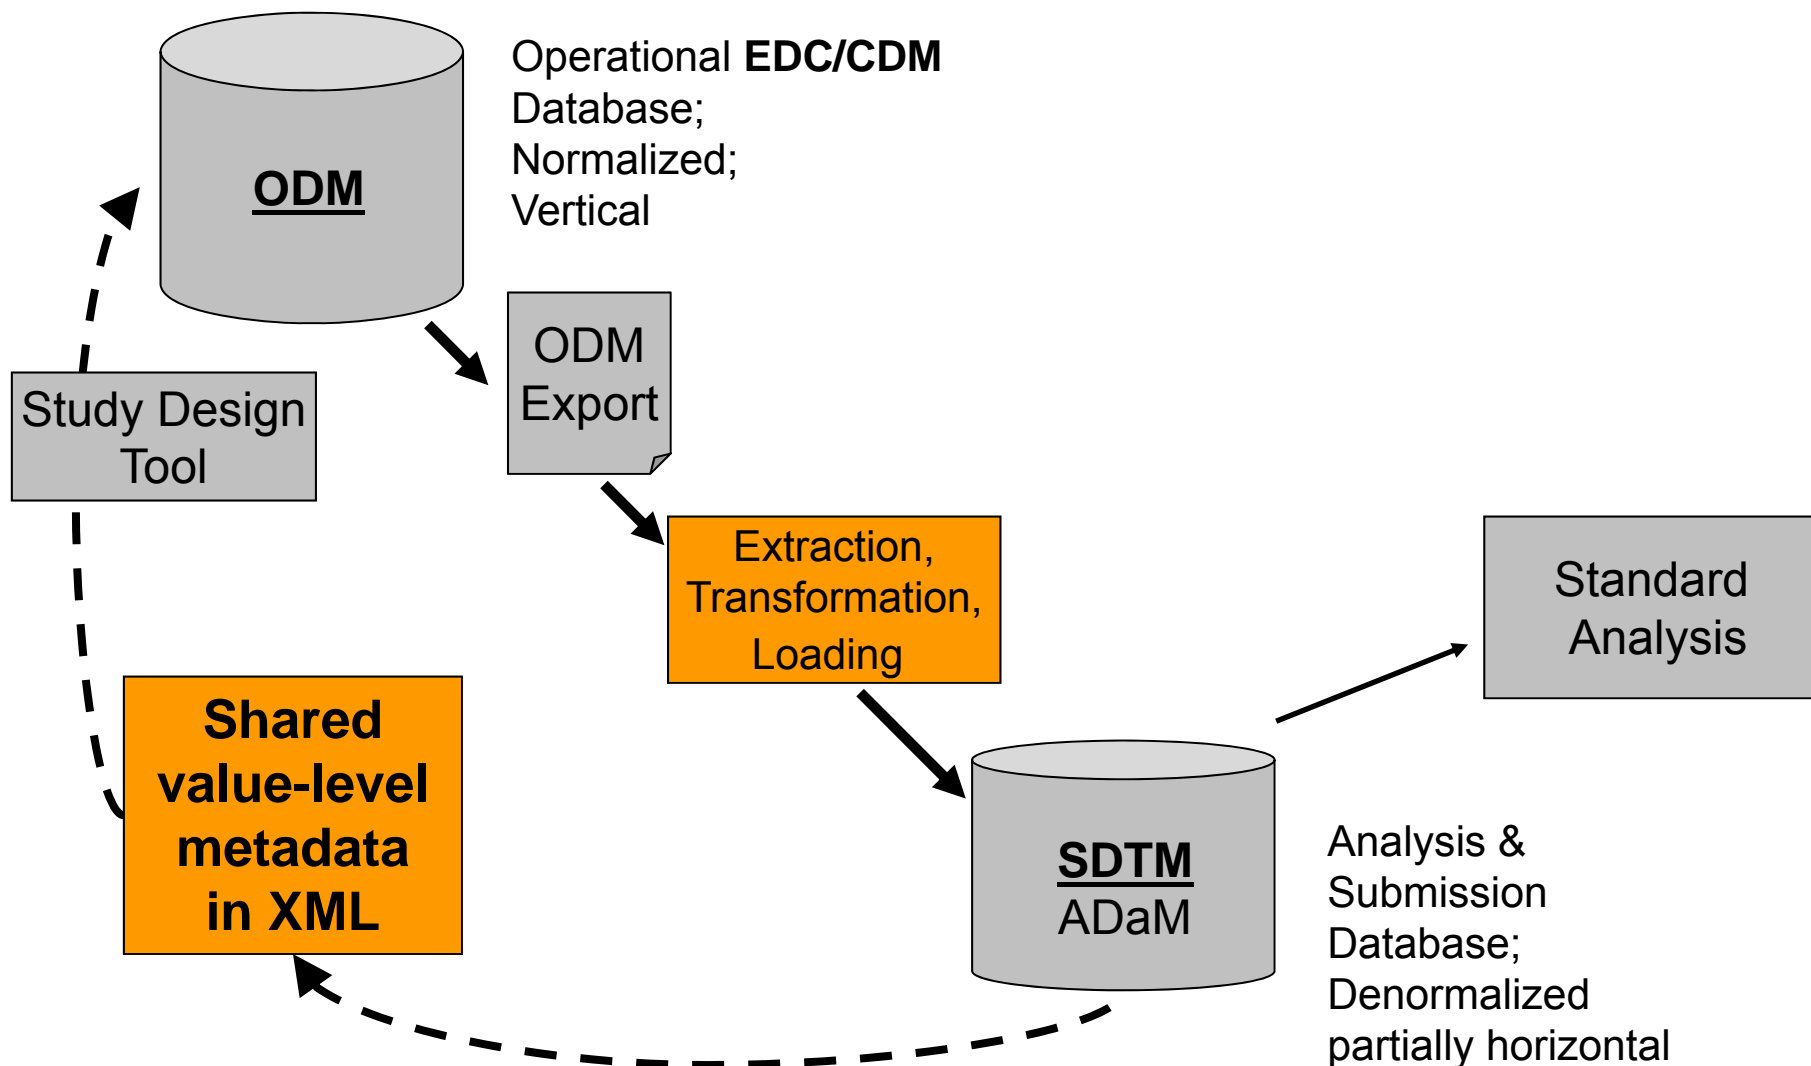 Operational EDC/CDM
Database;
Normalized;
Vertical
ODM
ODM
Export
Study Design
Tool
Extraction,
Transformation,
Loading
Standard
Analysis
Shared
value-level
metadata
in XML
SDTM
ADaM
Analysis &
Submission
Database;
Denormalized
partially horizontal